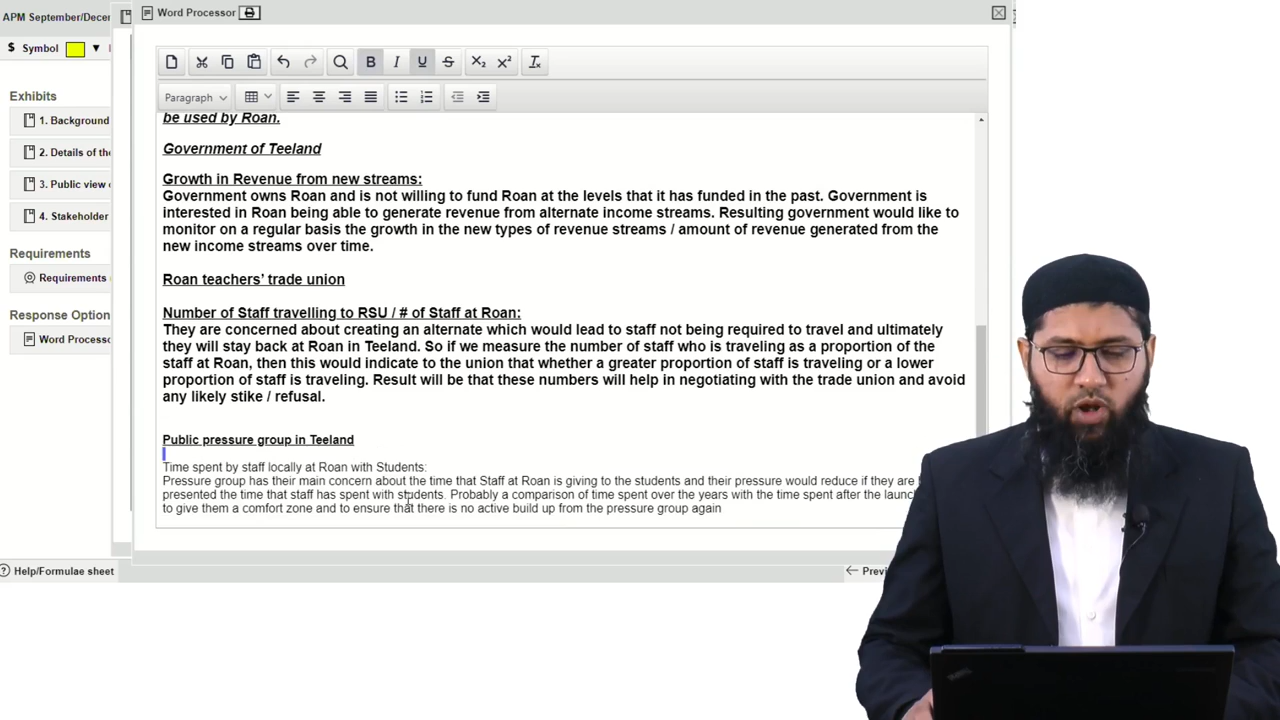 APM September/Decer
Word Processor
$ Symbol
B I U S X₂ X² Tx
Paragraph
Exhibits
1. Background
2. Details of the
3. Public view
4. Stakeholder
Requirements
Requirements
Response Option
Word Processo
be used by Roan.
Government of Teeland
Growth in Revenue from new streams:
Government owns Roan and is not willing to fund Roan at the levels that it has funded in the past. Government is
interested in Roan being able to generate revenue from alternate income streams. Resulting government would like to
monitor on a regular basis the growth in the new types of revenue streams / amount of revenue generated from the
new income streams over time.
Roan teachers’ trade union
Number of Staff travelling to RSU / # of Staff at Roan:
They are concerned about creating an alternate which would lead to staff not being required to travel and ultimately
they will stay back at Roan in Teeland. So if we measure the number of staff who is traveling as a proportion of the
staff at Roan, then this would indicate to the union that whether a greater proportion of staff is traveling or a lower
proportion of staff is traveling. Result will be that these numbers will help in negotiating with the trade union and avoid
any likely stike / refusal.
Public pressure group in Teeland
Time spent by staff locally at Roan with Students:
Pressure group has their main concern about the time that Staff at Roan is giving to the students and their pressure would reduce if they are
presented the time that staff has spent with students. Probably a comparison of time spent over the years with the time spent after the launc
to give them a comfort zone and to ensure that there is no active build up from the pressure group again
Help/Formulae sheet
Previ
ThinkPad